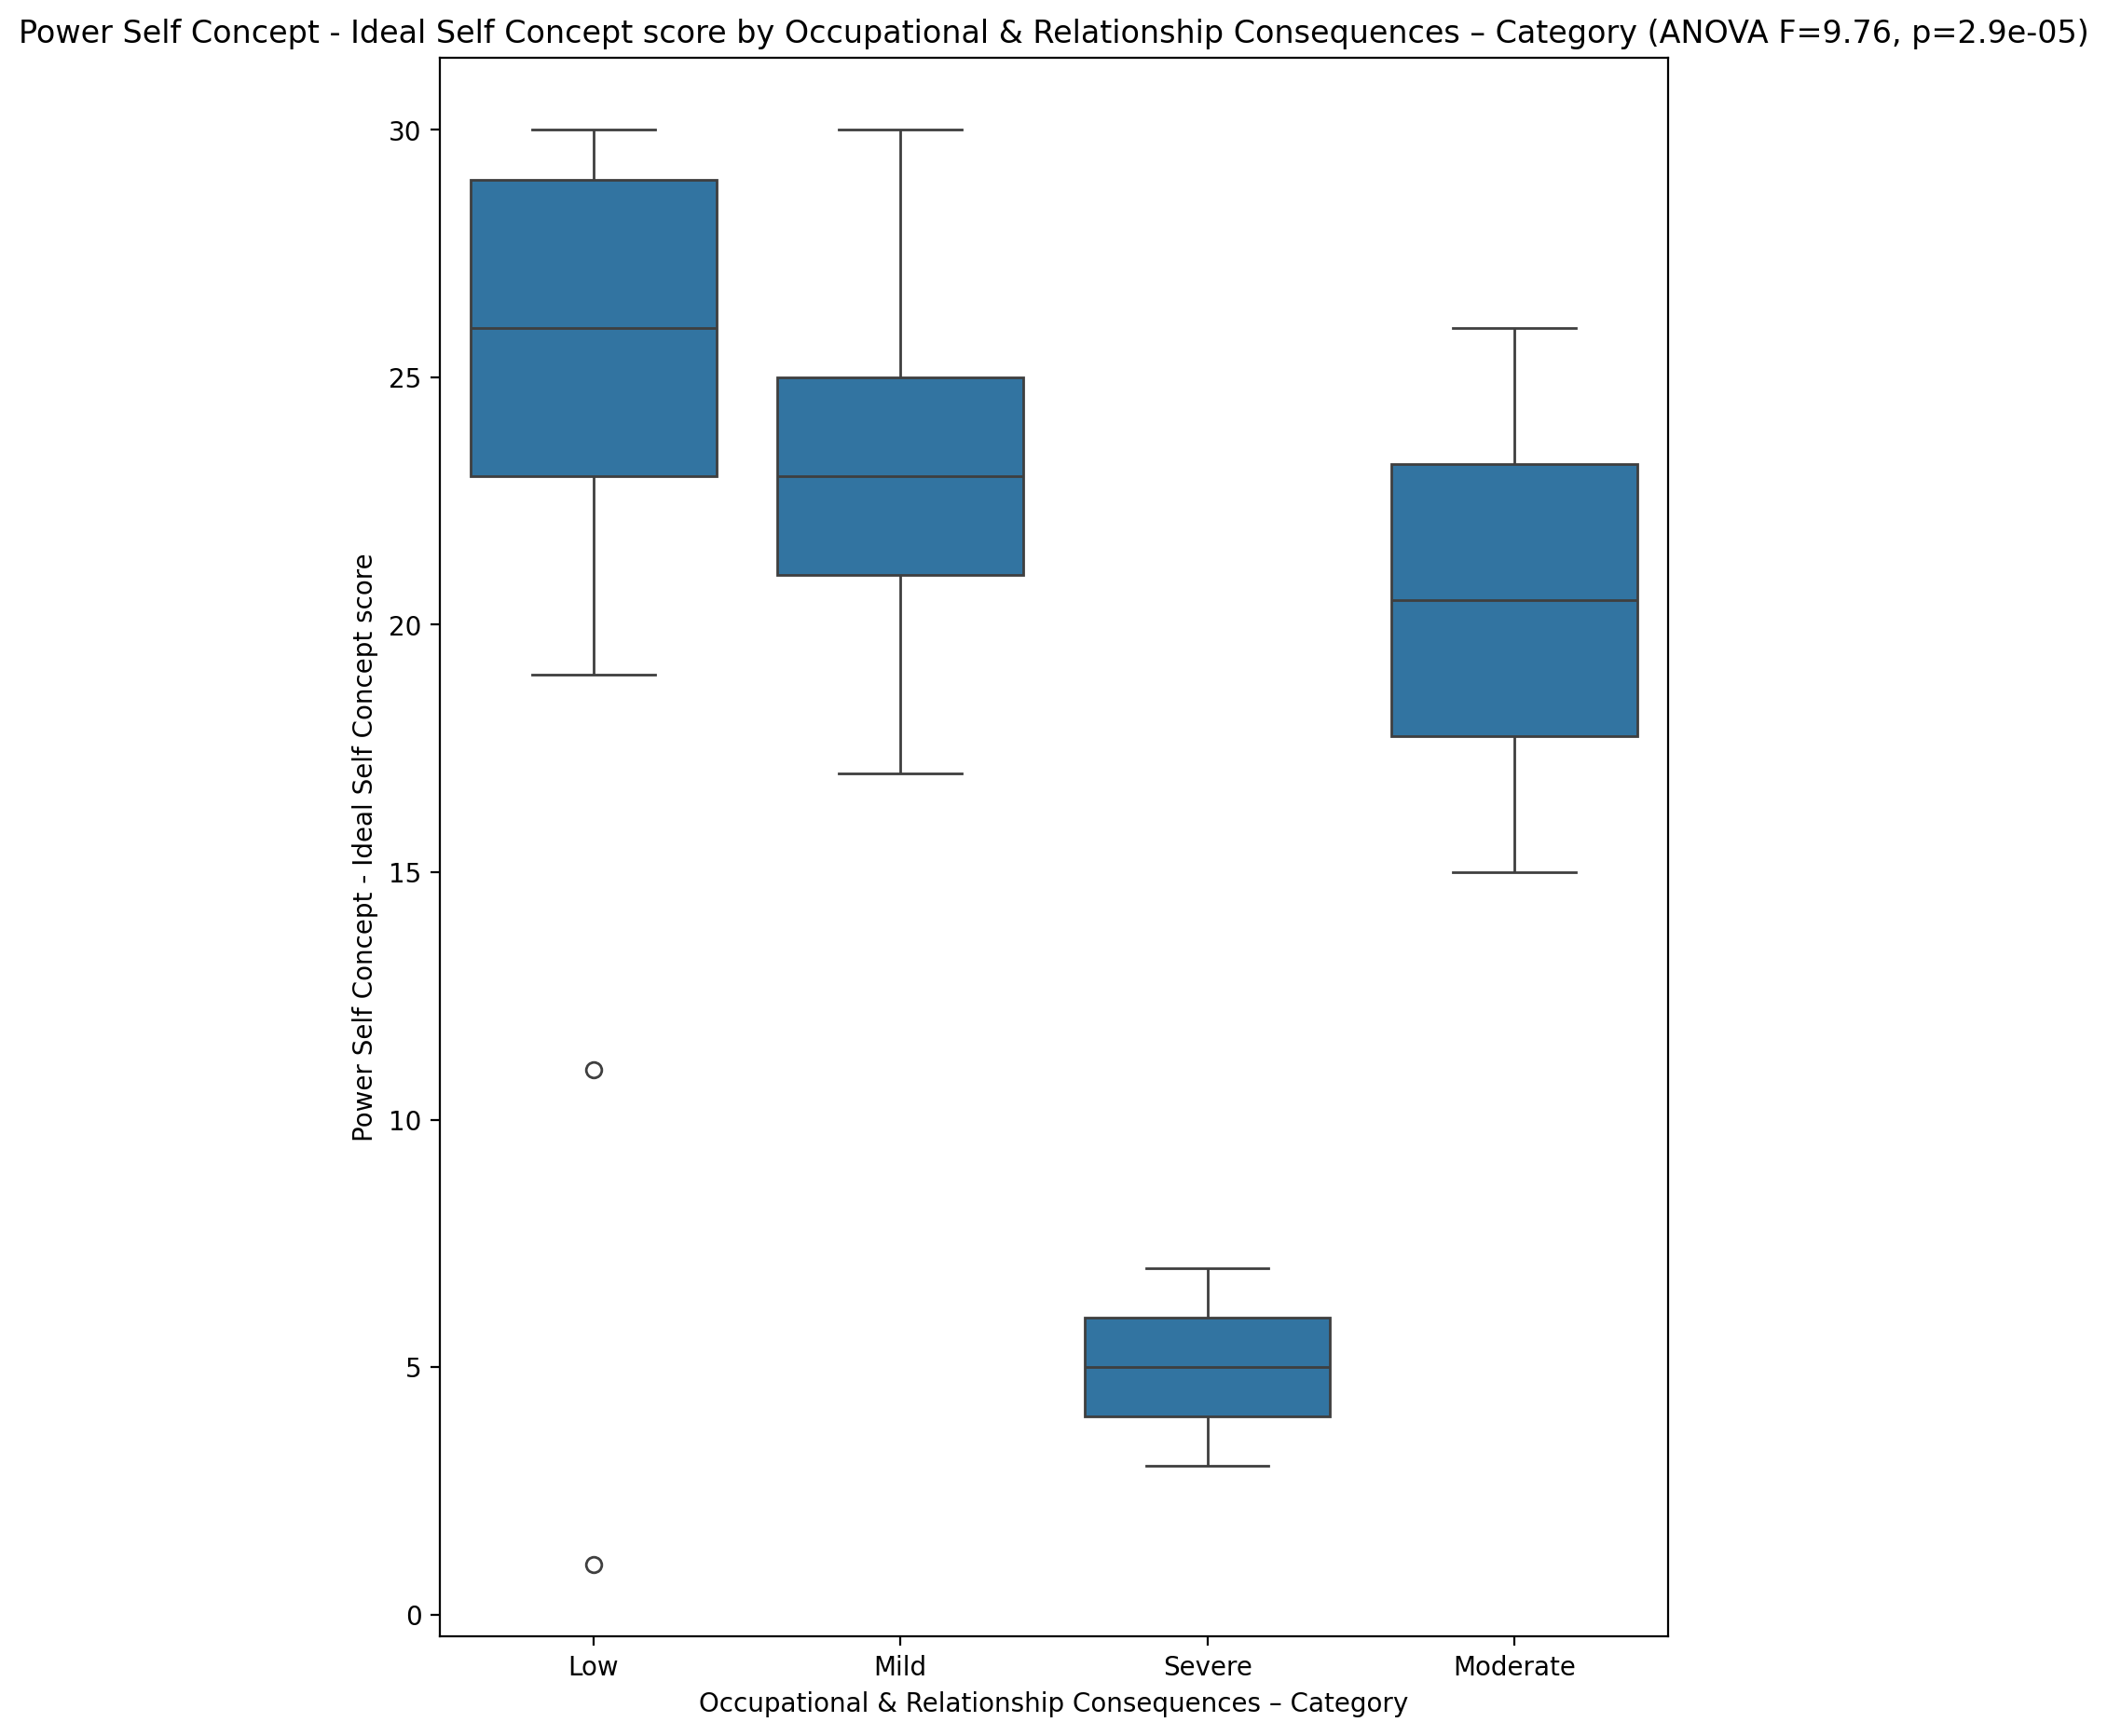 Power Self Concept - Ideal Self Concept score by Occupational & Relationship Consequences – Category (ANOVA F=9.76, p=2.9e-05)
Power Self Concept - Ideal Self Concept score
30
25
20
15
10
5
0
Low Mild Severe Moderate
Occupational & Relationship Consequences – Category